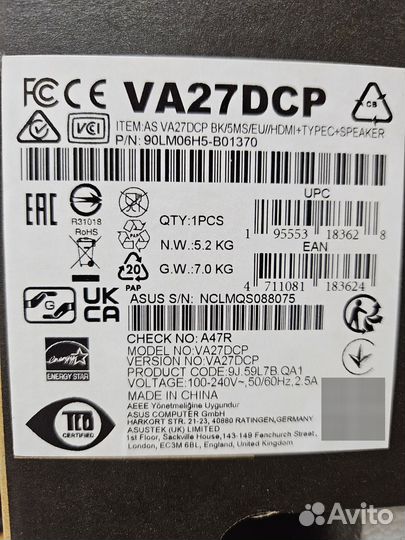 FC CE VA27DCP
CB
VCI ITEM:AS VA27DCP BK/5MS/EU//HDMI+TYPEC+SPEAKER
P/N: 90LM06H5-B01370
UPC
EAC
R31018
RoHS
QTY:1PCS
1 95553 18362 8
N.W.: 5.2 KG
EAN
20
PAP
G.W.: 7.0 KG
4 711081 183624
UK
CA
ASUS S/N: NCLMQS088075
CHECK NO.: A47R
MODEL NO:VA27DCP
VERSION NO:VA27DCP
PRODUCT CODE:9J.59L7B.QA1
VOLTAGE:100-240V~,50/60Hz, 2.5A
energy
ENERGY STAR
MADE IN CHINA
AEEE Yönetmeliğine Uygundur
ASUS COMPUTER GmbH
HARKORT STR. 21-23, 40880 RATINGEN,GERMANY
ASUSTEK (UK) LIMITED
1st Floor, Sackville House,143-149 Fenchurch Street,
London, EC3M 6BL, England, United Kingdom
TCO
CERTIFIED
Avito